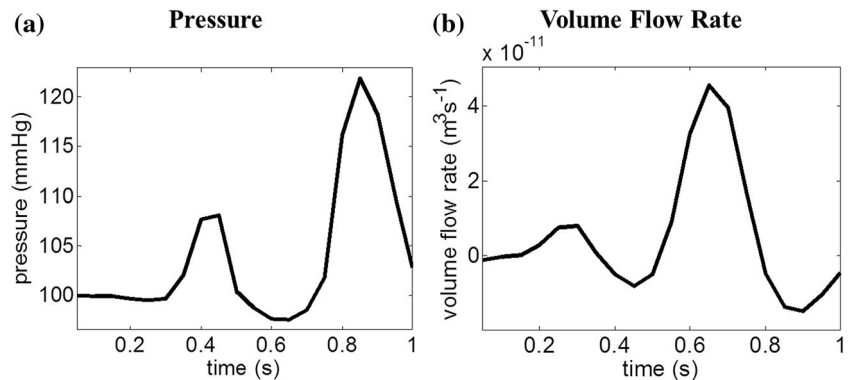 (a)
Pressure
pressure (mmHg)
120
115
110
105
100
0.2
0.4
0.6
0.8
1
time (s)
(b)
Volume Flow Rate
x 10⁻¹¹
volume flow rate (m³s⁻¹)
4
2
0
0.2
0.4
0.6
0.8
1
time (s)